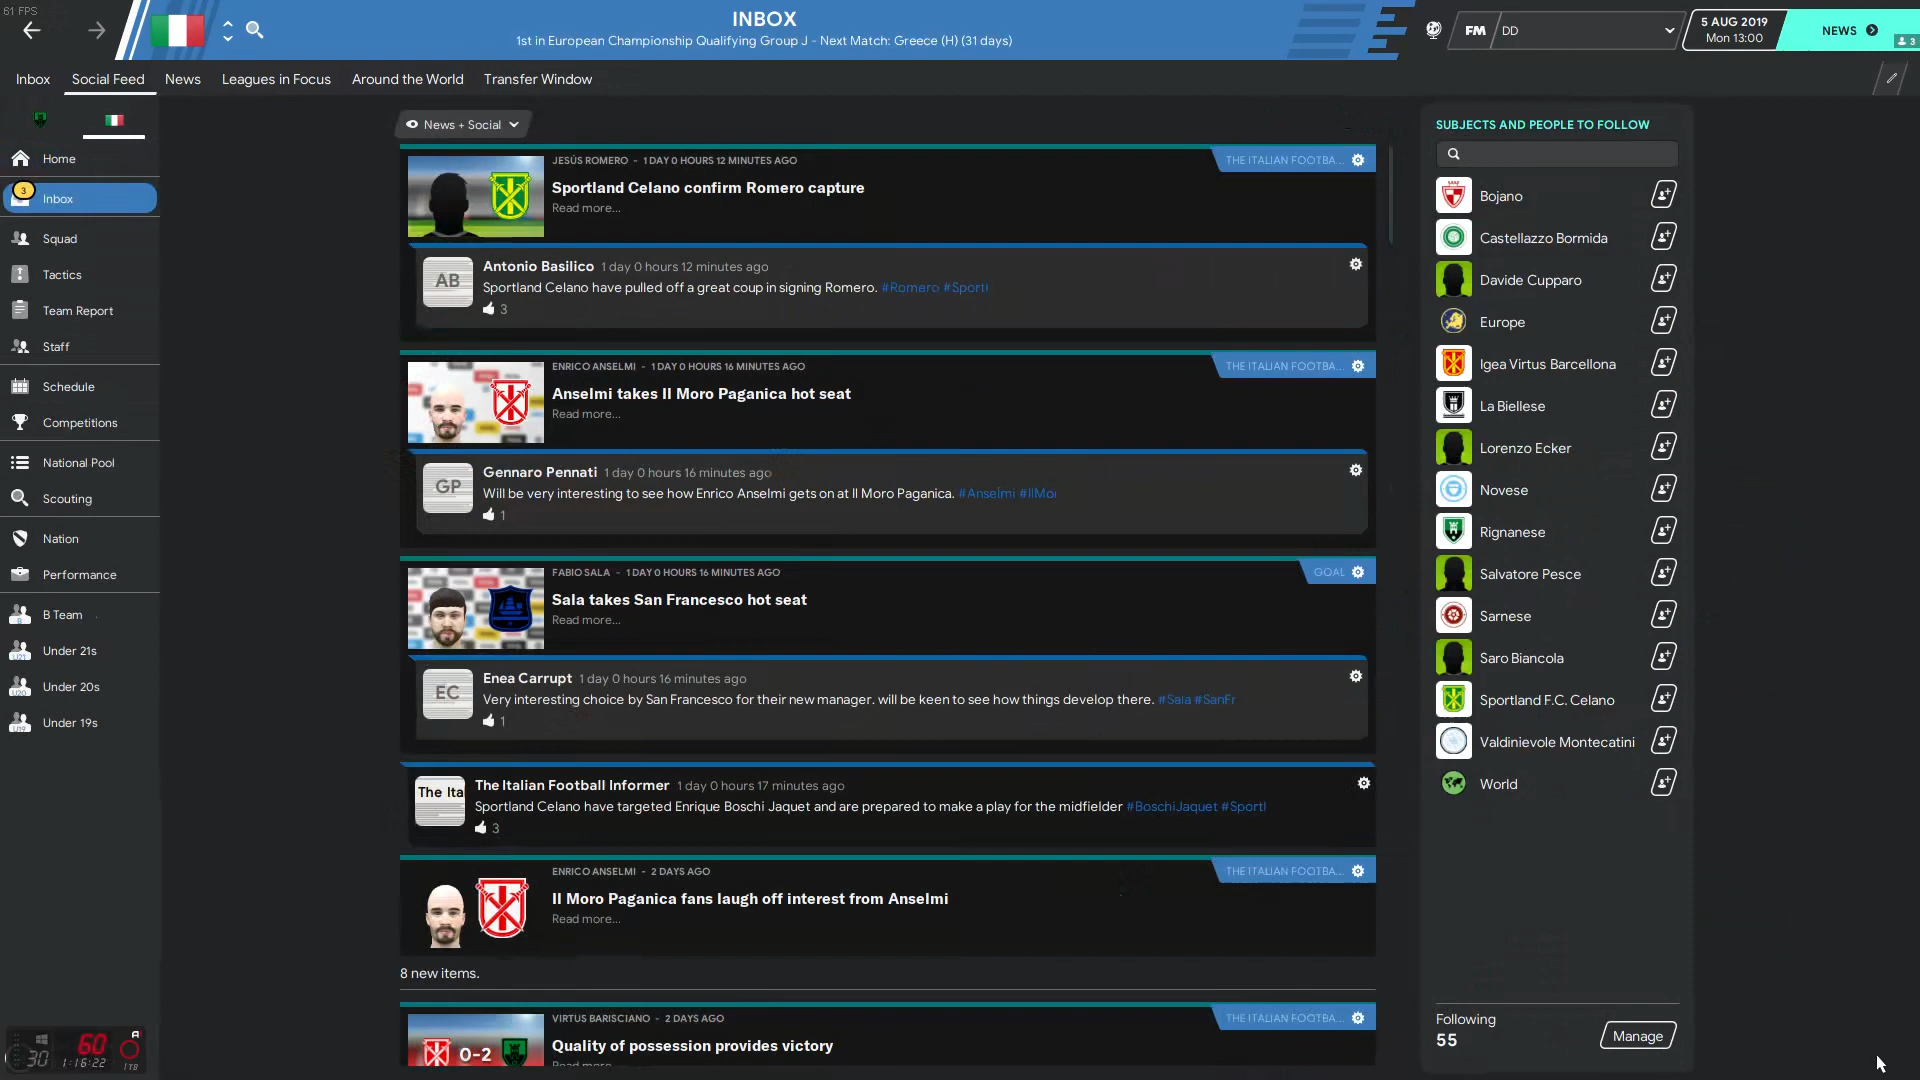 61 FPS
INBOX
1st in European Championship Qualifying Group J - Next Match: Greece (H) (31 days)
FM DD
5 AUG 2019
Mon 13:00
NEWS
3
Inbox Social Feed News Leagues in Focus Around the World Transfer Window
Home
3
Inbox
Squad
Tactics
Team Report
Staff
Schedule
Competitions
National Pool
Scouting
Nation
Performance
B Team
Under 21s
Under 20s
Under 19s
News + Social
JESÚS ROMERO - 1 DAY 0 HOURS 12 MINUTES AGO
THE ITALIAN FOOTBA...
Sportland Celano confirm Romero capture
Read more...
AB
Antonio Basilico 1 day 0 hours 12 minutes ago
Sportland Celano have pulled off a great coup in signing Romero. #Romero #Sportl
3
ENRICO ANSELMI - 1 DAY 0 HOURS 16 MINUTES AGO
THE ITALIAN FOOTBA...
Anselmi takes Il Moro Paganica hot seat
Read more...
GP
Gennaro Pennati 1 day 0 hours 16 minutes ago
Will be very interesting to see how Enrico Anselmi gets on at Il Moro Paganica. #Anselmi #IlMo
1
FABIO SALA - 1 DAY 0 HOURS 16 MINUTES AGO
GOAL
Sala takes San Francesco hot seat
Read more...
EC
Enea Carrupt 1 day 0 hours 16 minutes ago
Very interesting choice by San Francesco for their new manager. will be keen to see how things develop there. #Sala #SanFr
1
The Ita
The Italian Football Informer 1 day 0 hours 17 minutes ago
Sportland Celano have targeted Enrique Boschi Jaquet and are prepared to make a play for the midfielder #BoschiJaquet #Sportl
3
ENRICO ANSELMI - 2 DAYS AGO
THE ITALIAN FOOTBA...
Il Moro Paganica fans laugh off interest from Anselmi
Read more...
8 new items.
VIRTUS BARISCIANO - 2 DAYS AGO
THE ITALIAN FOOTBA...
0-2
Quality of possession provides victory
Read more...
SUBJECTS AND PEOPLE TO FOLLOW
Bojano
Castellazzo Bormida
Davide Cupparo
Europe
Igea Virtus Barcellona
La Biellese
Lorenzo Ecker
Novese
Rignanese
Salvatore Pesce
Sarnese
Saro Biancola
Sportland F.C. Celano
Valdinievole Montecatini
World
Following
55
Manage
60
30
1:16:22
A
1TB